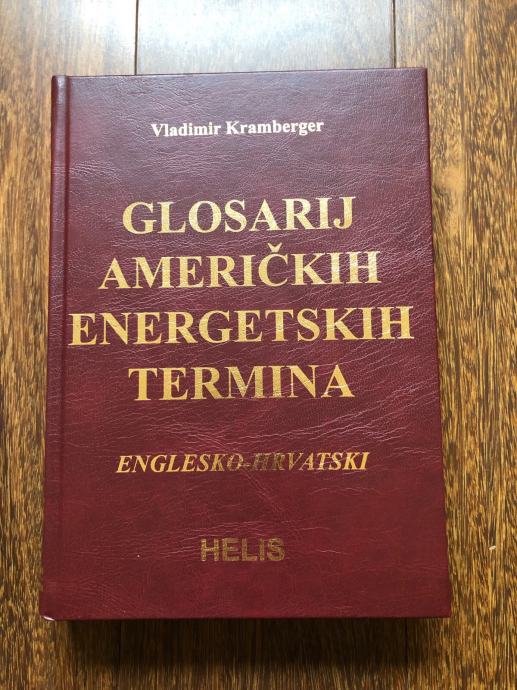 Vladimir Kramberger
GLOSARIJ
AMERIČKIH
ENERGETSKIH
TERMINA
ENGLESKO-HRVATSKI
HELIS